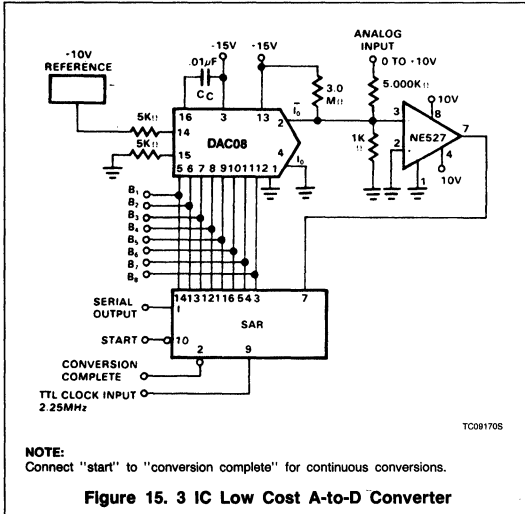 -10V
REFERENCE
.01µF
CC
-15V
-15V
ANALOG
INPUT
0 TO +10V
5.000KΩ
3.0
MΩ
16
3
13
2
I̅o
5KΩ
14
5KΩ
15
DAC08
4
Io
5 6 7 8 9 10 11 12 1
1K
Ω
3
2
10V
8
NE527
7
4
10V
1
B1
B2
B3
B4
B5
B6
B7
B8
14 6 13 12 1 16 5 4 3
7
SERIAL
OUTPUT
1
SAR
START
10
2
9
CONVERSION
COMPLETE
TTL CLOCK INPUT
2.25MHz
TC09170S
NOTE:
Connect "start" to "conversion complete" for continuous conversions.
Figure 15. 3 IC Low Cost A-to-D Converter